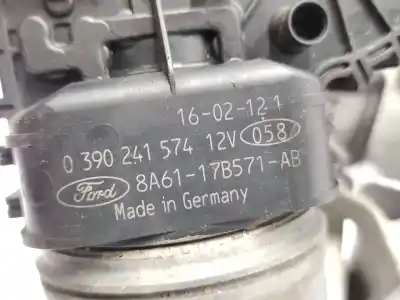 16-02-12 1
0 390 241 574 12V 058
Ford 8A61-17B571-AB
Made in Germany